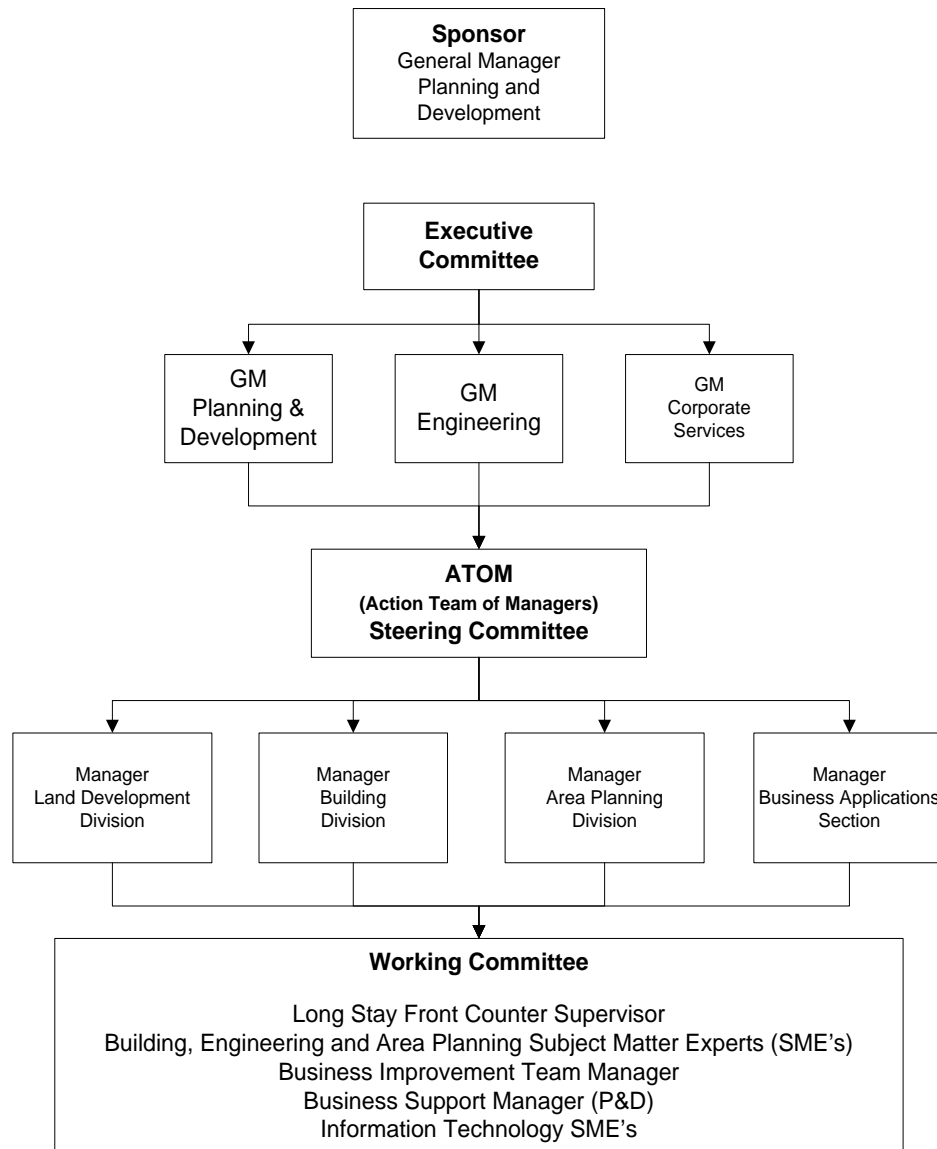 Sponsor
General Manager
Planning and
Development
Executive
Committee
GM
Planning &
Development
GM
Engineering
GM
Corporate
Services
ATOM
(Action Team of Managers)
Steering Committee
Manager
Land Development
Division
Manager
Building
Division
Manager
Area Planning
Division
Manager
Business Applications
Section
Working Committee
Long Stay Front Counter Supervisor
Building, Engineering and Area Planning Subject Matter Experts (SME's)
Business Improvement Team Manager
Business Support Manager (P&D)
Information Technology SME's